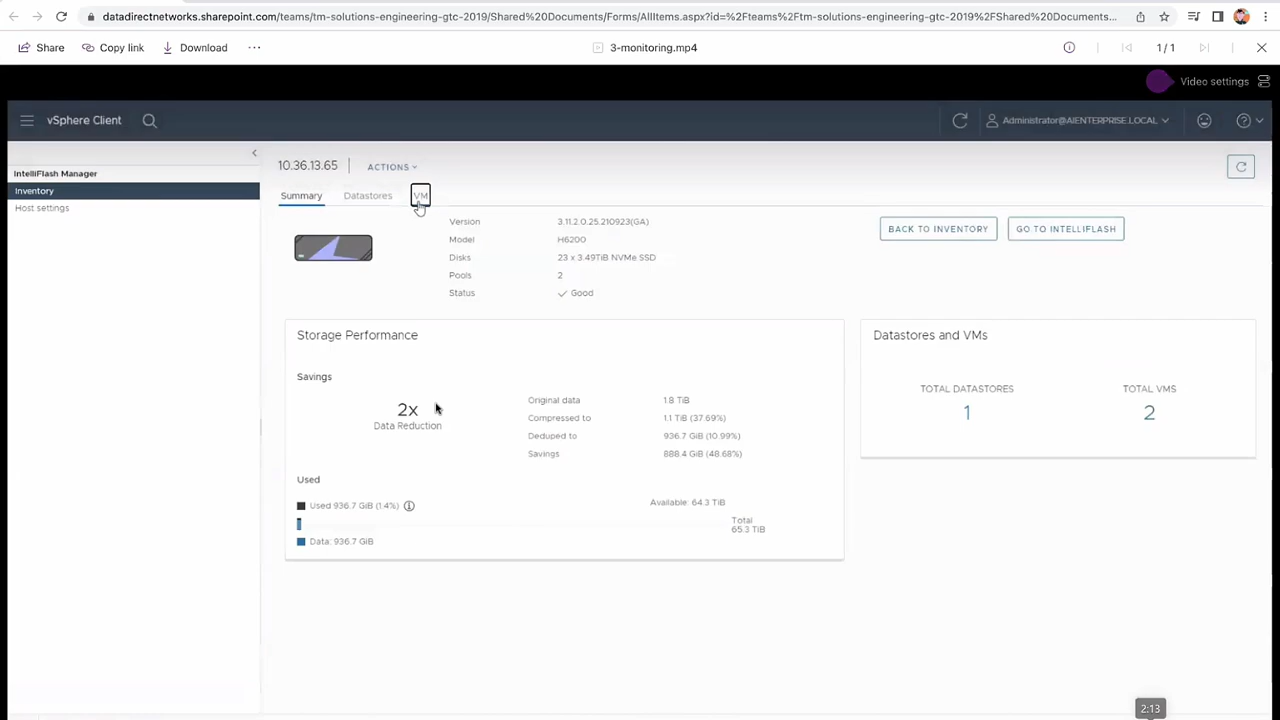 datadirectnetworks.sharepoint.com/teams/tm-solutions-engineering-gtc-2019/Shared%20Documents/Forms/AllItems.aspx?id=%2Fteams%2Ftm-solutions-engineering-gtc-2019%2FShared%20Documents...
Share Copy link Download ··· 3-monitoring.mp4 1/1
Video settings
vSphere Client Administrator@AIENTERPRISE.LOCAL
IntelliFlash Manager
Inventory
Host settings
10.36.13.65 ACTIONS
Summary Datastores VM
Version 3.11.2.0.25.210923(GA)
Model H6200
Disks 23 x 3.49TiB NVMe SSD
Pools 2
Status Good
BACK TO INVENTORY GO TO INTELLIFLASH
Storage Performance
Savings
2x
Data Reduction
Original data 1.8 TiB
Compressed to 1.1 TiB (37.69%)
Deduped to 936.7 GiB (10.99%)
Savings 888.4 GiB (48.68%)
Used
Used 936.7 GiB (1.4%) Available: 64.3 TiB
Total
65.3 TiB
Data: 936.7 GiB
Datastores and VMs
TOTAL DATASTORES TOTAL VMS
1 2
2:13